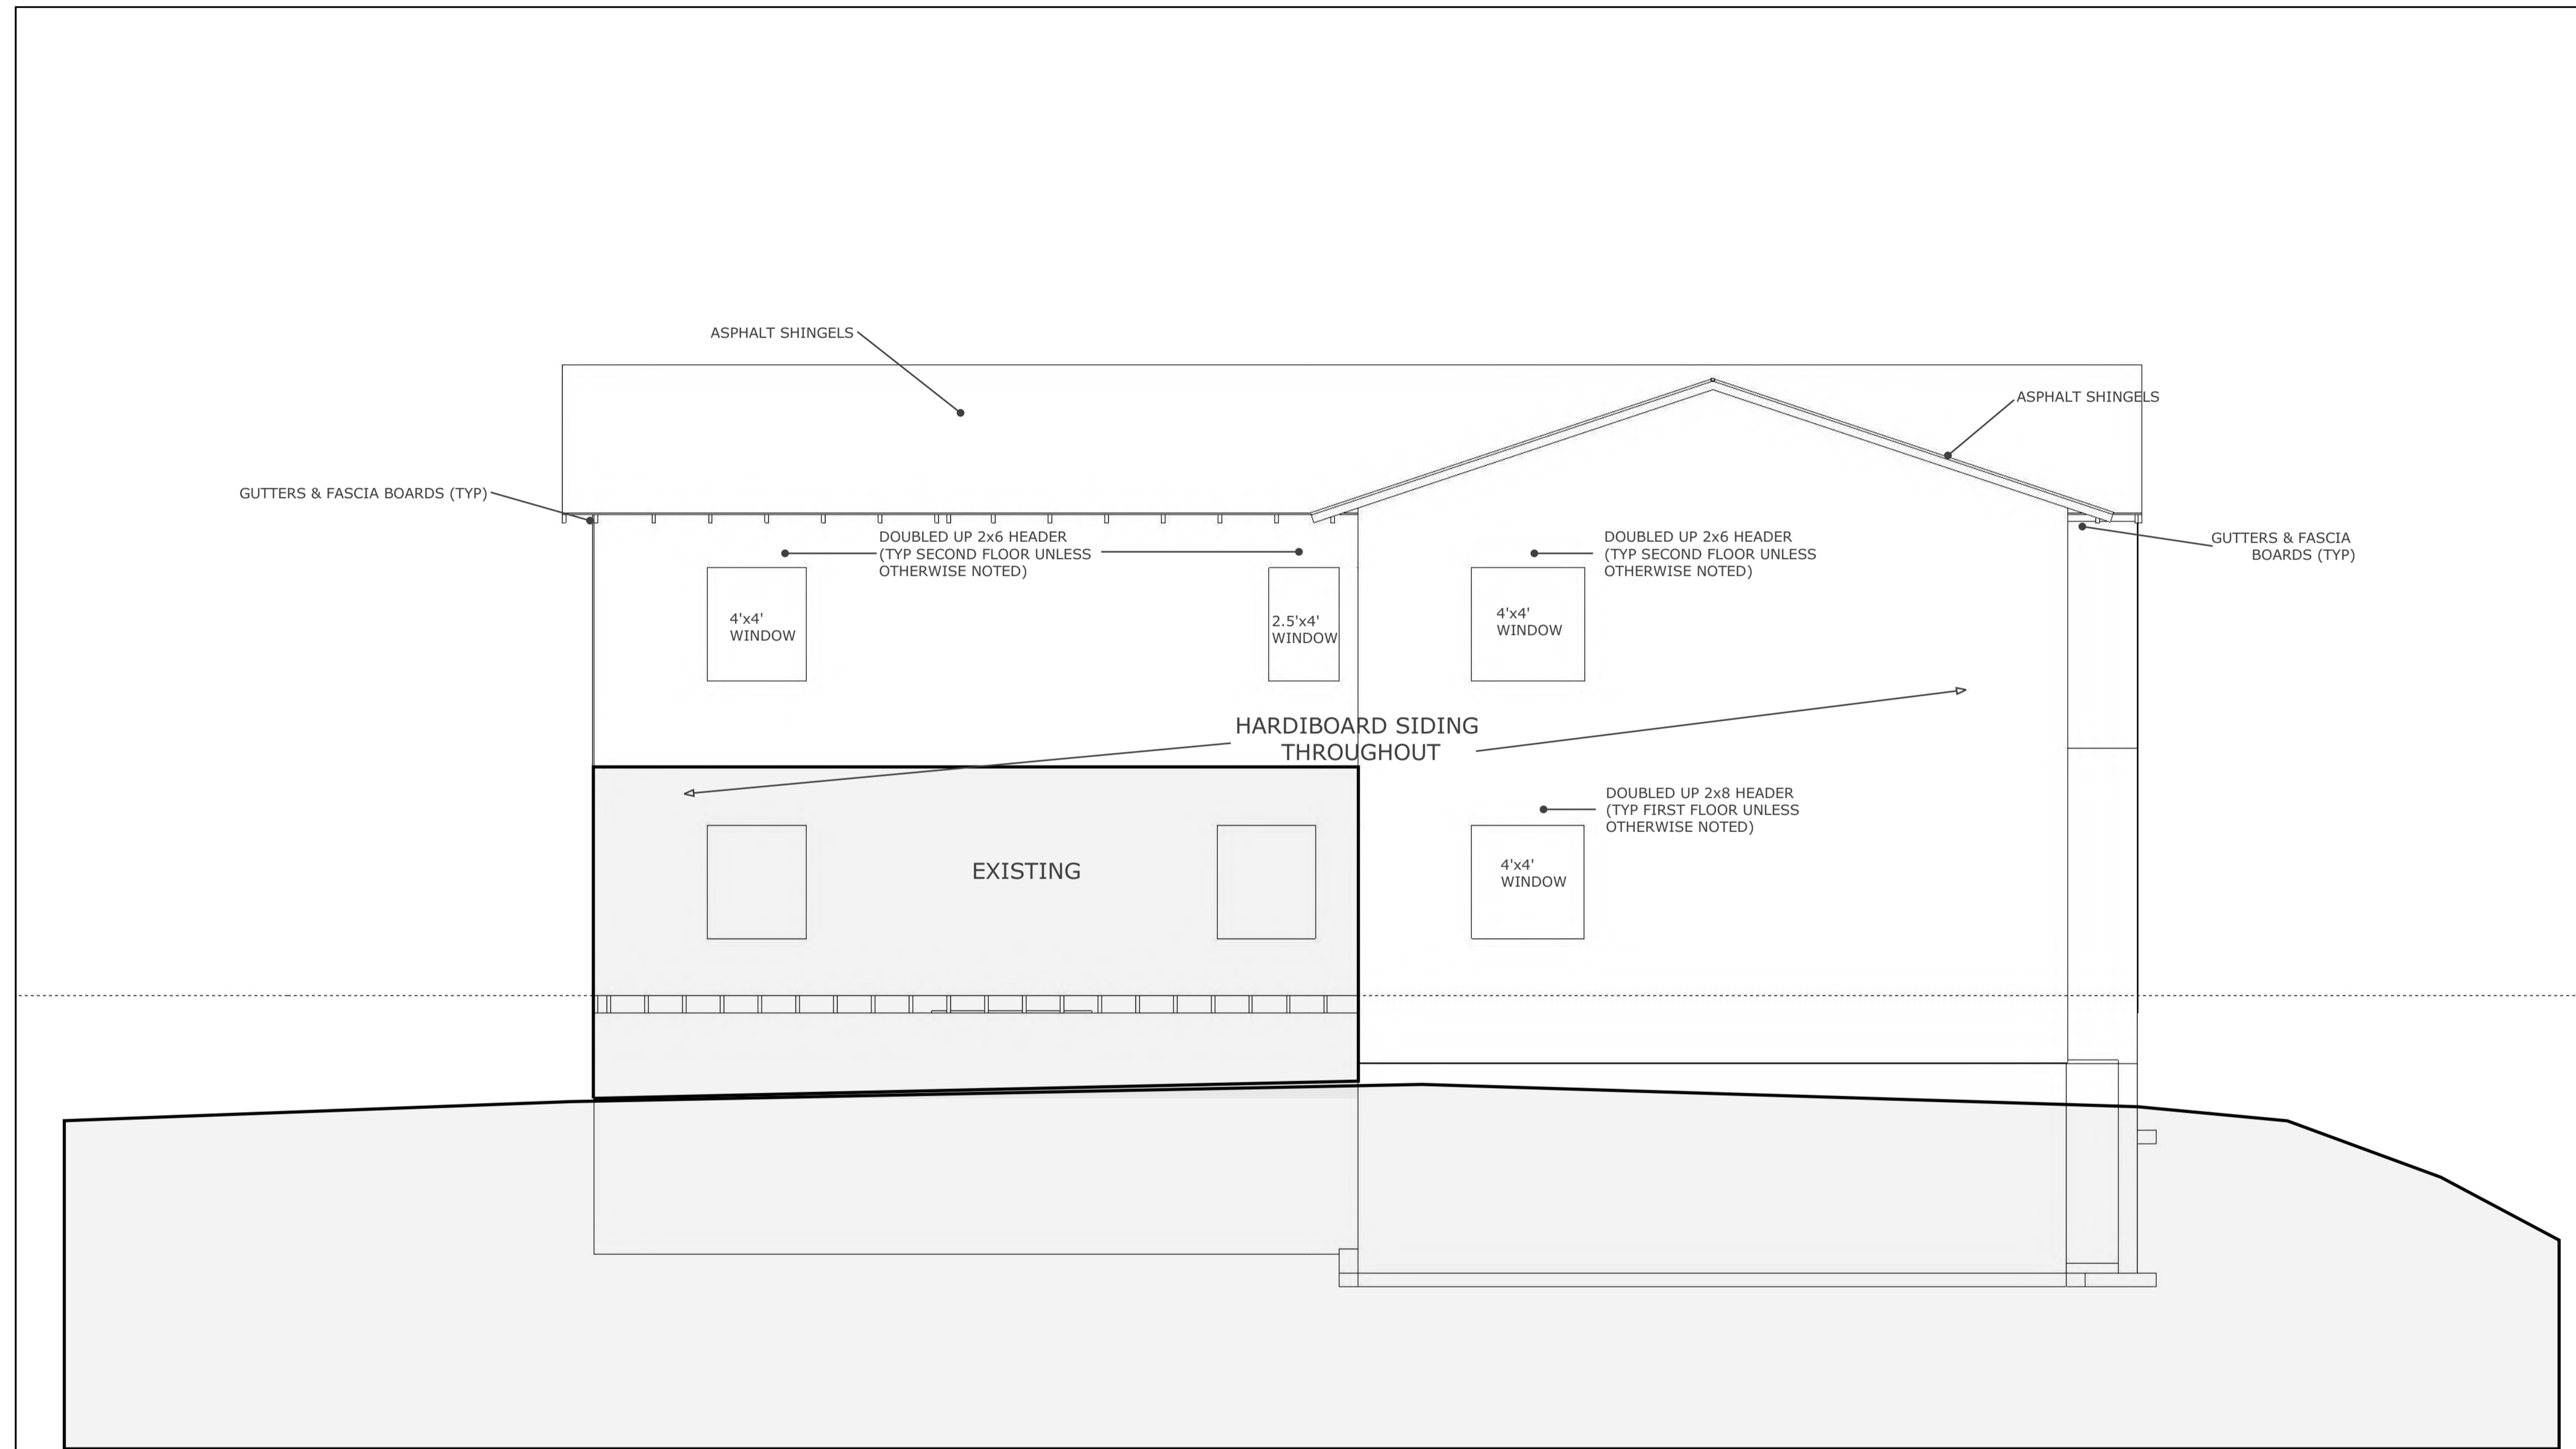 ASPHALT SHINGELS
ASPHALT SHINGELS
GUTTERS & FASCIA BOARDS (TYP)
DOUBLED UP 2x6 HEADER
(TYP SECOND FLOOR UNLESS
OTHERWISE NOTED)
DOUBLED UP 2x6 HEADER
(TYP SECOND FLOOR UNLESS
OTHERWISE NOTED)
GUTTERS & FASCIA
BOARDS (TYP)
4'x4'
WINDOW
2.5'x4'
WINDOW
4'x4'
WINDOW
HARDIBOARD SIDING
THROUGHOUT
DOUBLED UP 2x8 HEADER
(TYP FIRST FLOOR UNLESS
OTHERWISE NOTED)
EXISTING
4'x4'
WINDOW